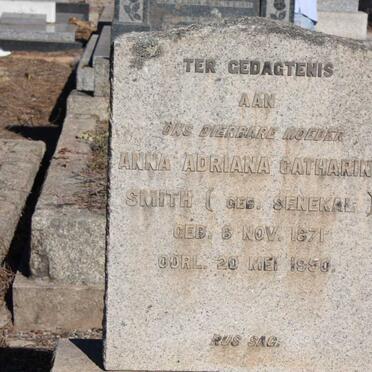 TER GEDAGTENIS
AAN
ONS DIERBARE MOEDER
ANNA ADRIANA CATHARIN
SMITH ( GEB. SENEKAL )
GEB. 8 NOV. 1871
OORL. 20 MEI 1950.
RUS SAG.